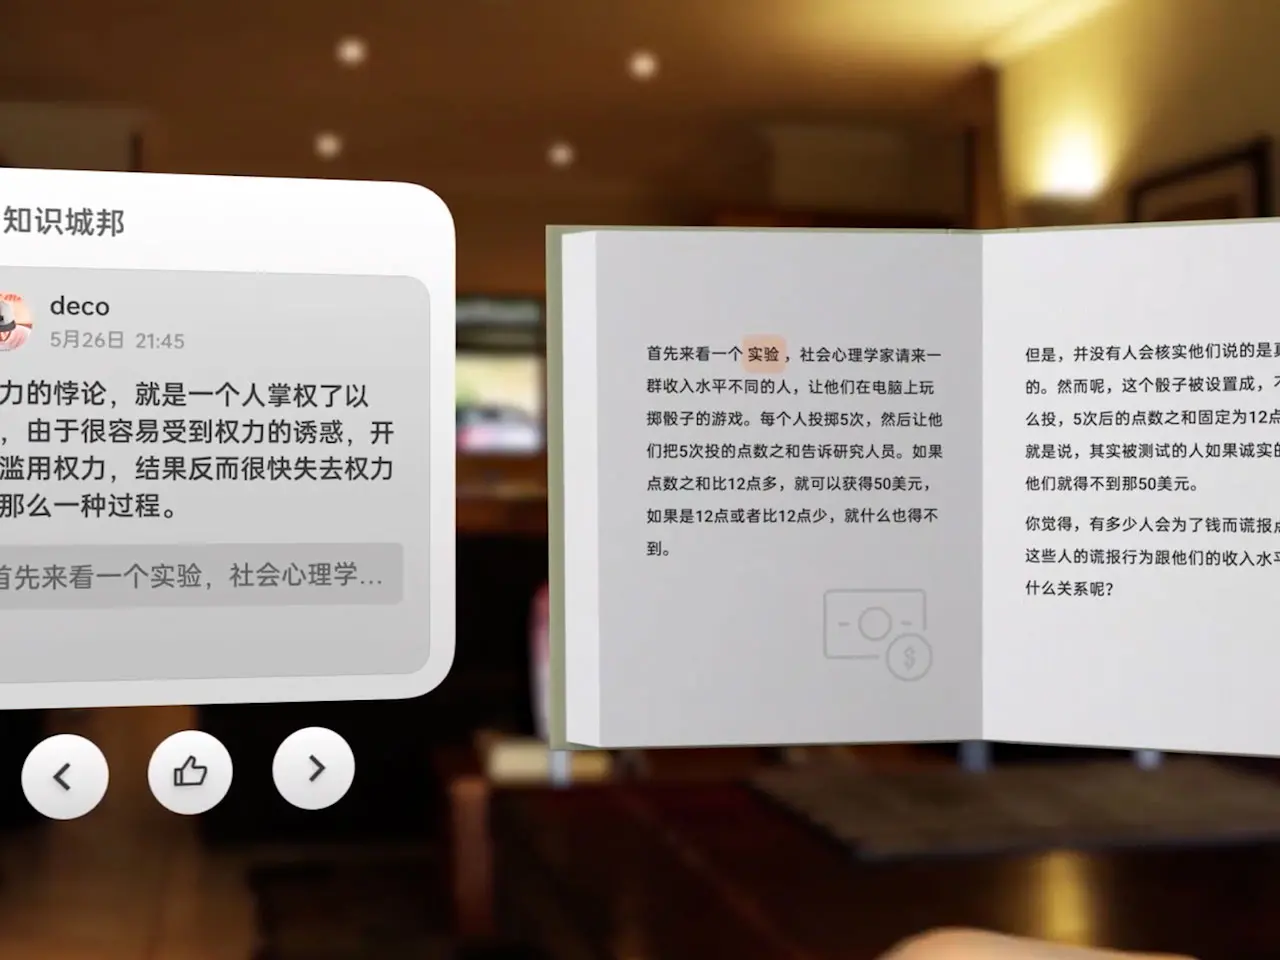 知识城邦
deco
5月26日 21:45
力的悖论，就是一个人掌权了以
，由于很容易受到权力的诱惑，开
滥用权力，结果反而很快失去权力
那么一种过程。
首先来看一个实验，社会心理学...
首先来看一个 实验 ，社会心理学家请来一
群收入水平不同的人，让他们在电脑上玩
掷骰子的游戏。每个人投掷5次，然后让他
们把5次投的点数之和告诉研究人员。如果
点数之和比12点多，就可以获得50美元，
如果是12点或者比12点少，就什么也得不
到。
$
但是，并没有人会核实他们说的是真
的。然而呢，这个骰子被设置成，不
么投，5次后的点数之和固定为12点
就是说，其实被测试的人如果诚实的
他们就得不到那50美元。
你觉得，有多少人会为了钱而谎报点
这些人的谎报行为跟他们的收入水平
什么关系呢？